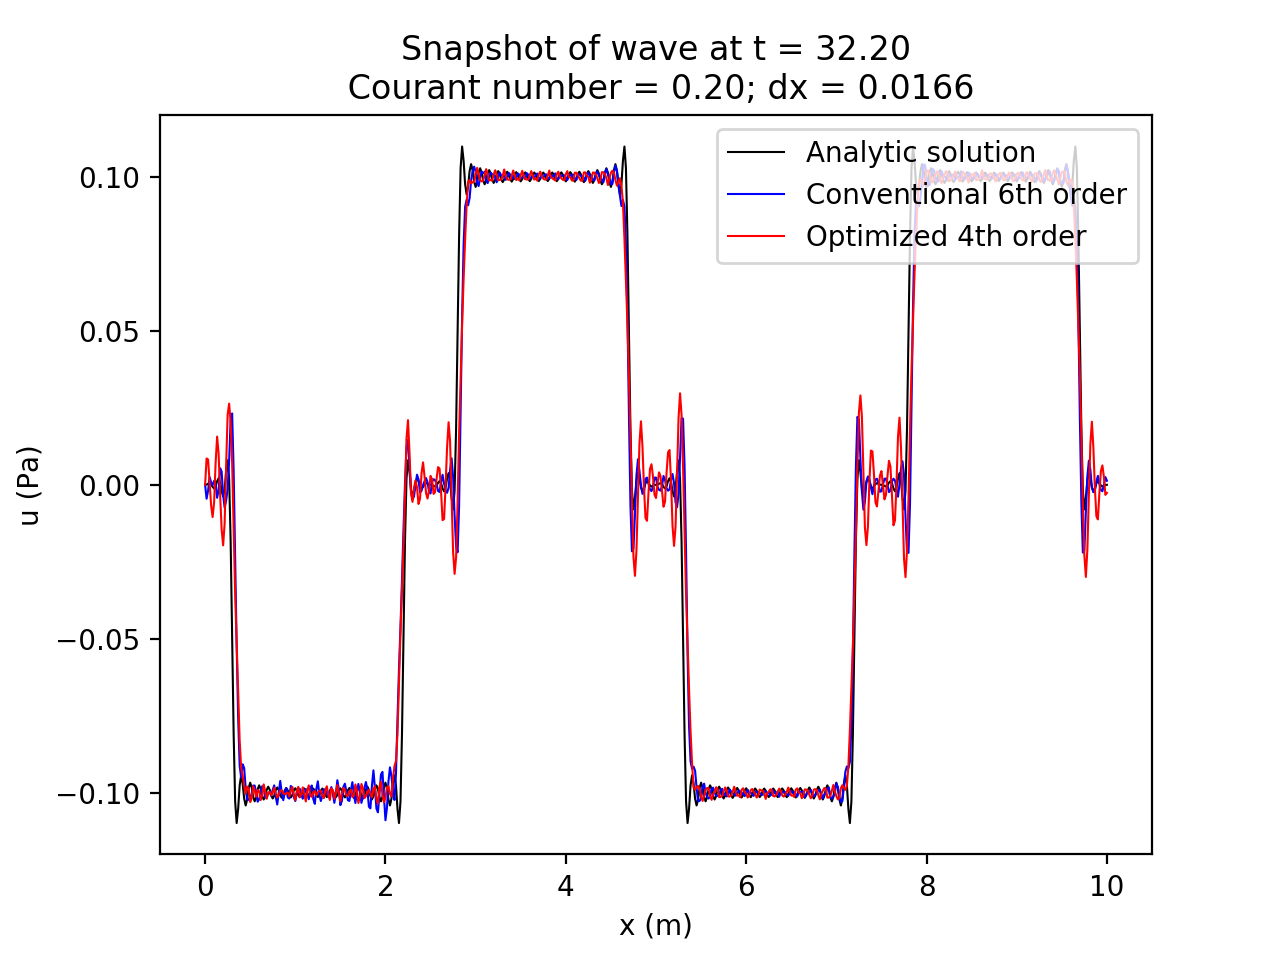 Snapshot of wave at t = 32.20
Courant number = 0.20; dx = 0.0166
Analytic solution
Conventional 6th order
Optimized 4th order
0.10
0.05
0.00
−0.05
−0.10
u (Pa)
0 2 4 6 8 10
x (m)